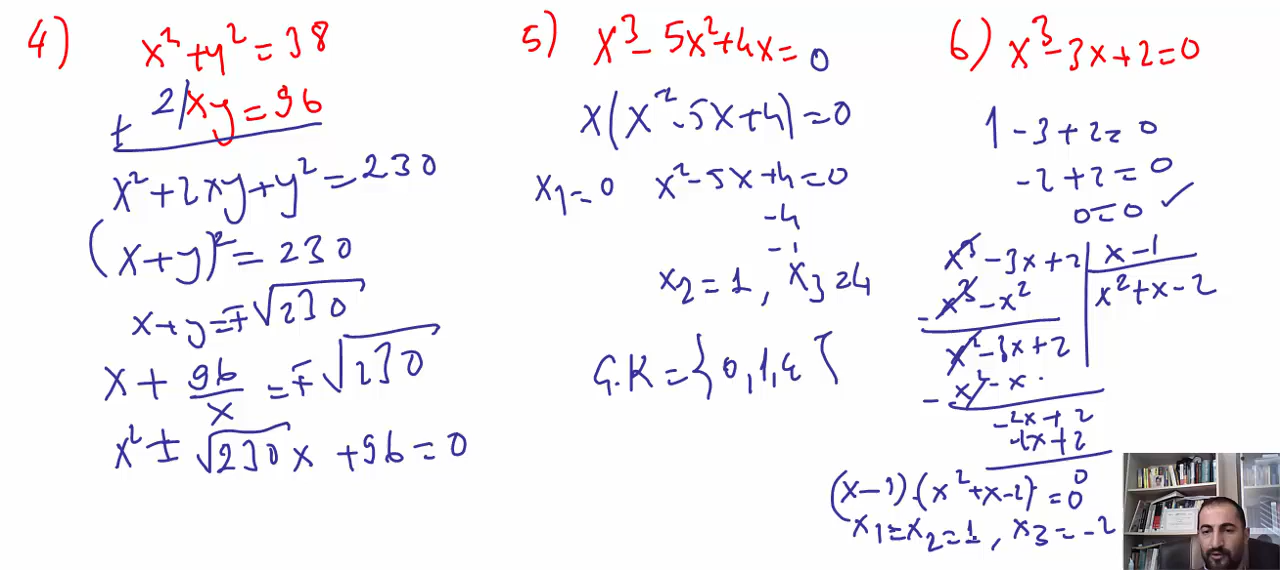 4) x² + y² = 38
+ 2/ xy = 96
x² + 2xy + y² = 230
(x + y)² = 230
x + y = ∓√230
x + 96/x = ∓√230
x² ± √230 x + 96 = 0
5) x³ - 5x² + 4x = 0
x(x² - 5x + 4) = 0
x₁ = 0 x² - 5x + 4 = 0
-4
-1
x₂ = 1, x₃ = 4
Ç.K = {0, 1, 4}
6) x³ - 3x + 2 = 0
1 - 3 + 2 = 0
-2 + 2 = 0
0 = 0 ✓
x³ - 3x + 2 | x - 1
- x³ - x² | x² + x - 2
x² - 3x + 2
- x² - x
-2x + 2
-2x + 2
0
(x - 1).(x² + x - 2) = 0
x₁ = x₂ = 1, x₃ = -2